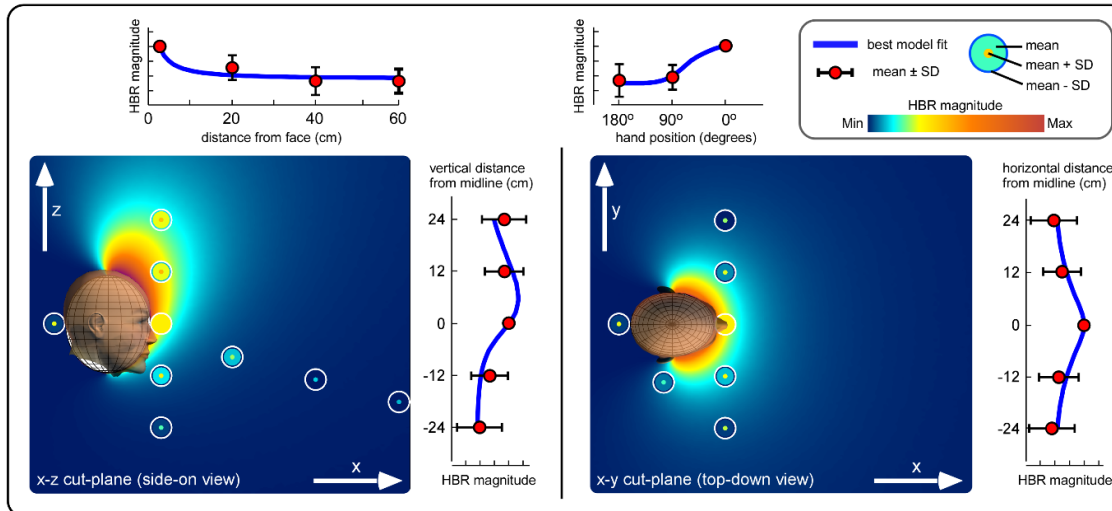 HBR magnitude
0
20
40
60
distance from face (cm)
HBR magnitude
180º
90º
0º
hand position (degrees)
best model fit
mean ± SD
mean
mean + SD
mean - SD
HBR magnitude
Min
Max
z
x
x-z cut-plane (side-on view)
vertical distance
from midline (cm)
24
12
0
-12
-24
HBR magnitude
y
x
x-y cut-plane (top-down view)
horizontal distance
from midline (cm)
24
12
0
-12
-24
HBR magnitude